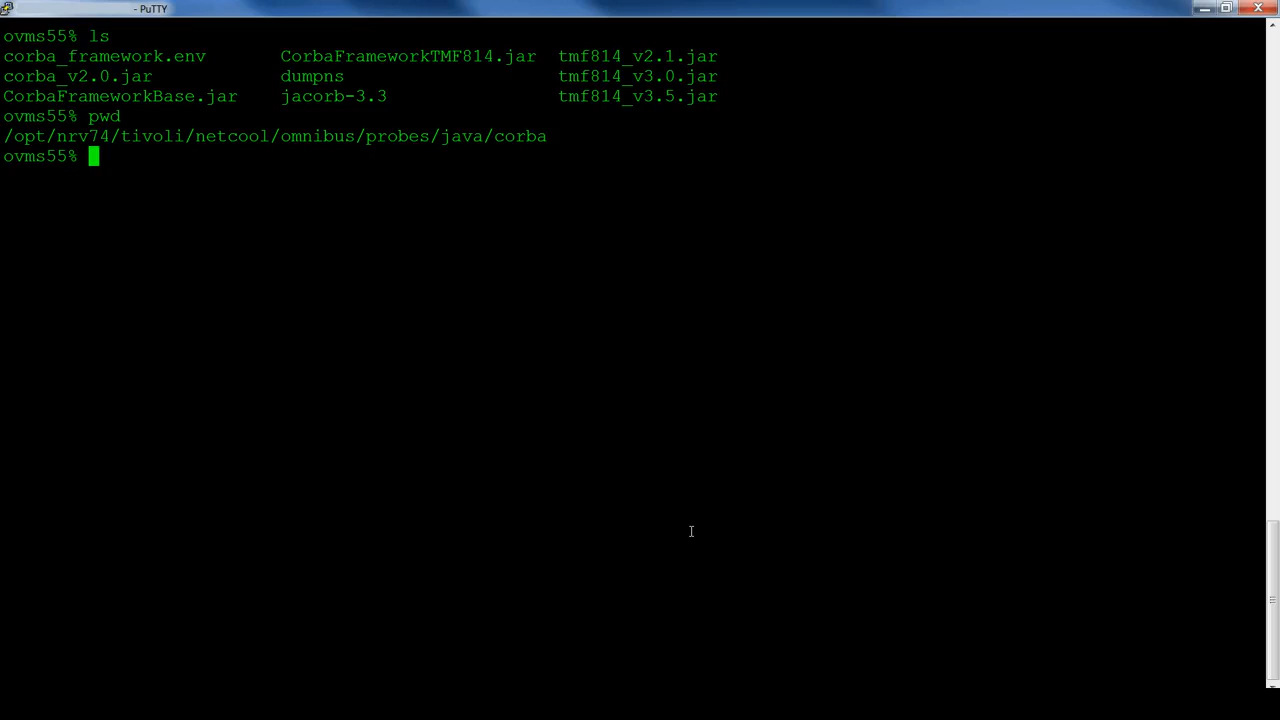 - PuTTY
ovms55% ls
corba_framework.env CorbaFrameworkTMF814.jar tmf814_v2.1.jar
corba_v2.0.jar dumpns tmf814_v3.0.jar
CorbaFrameworkBase.jar jacorb-3.3 tmf814_v3.5.jar
ovms55% pwd
/opt/nrv74/tivoli/netcool/omnibus/probes/java/corba
ovms55%